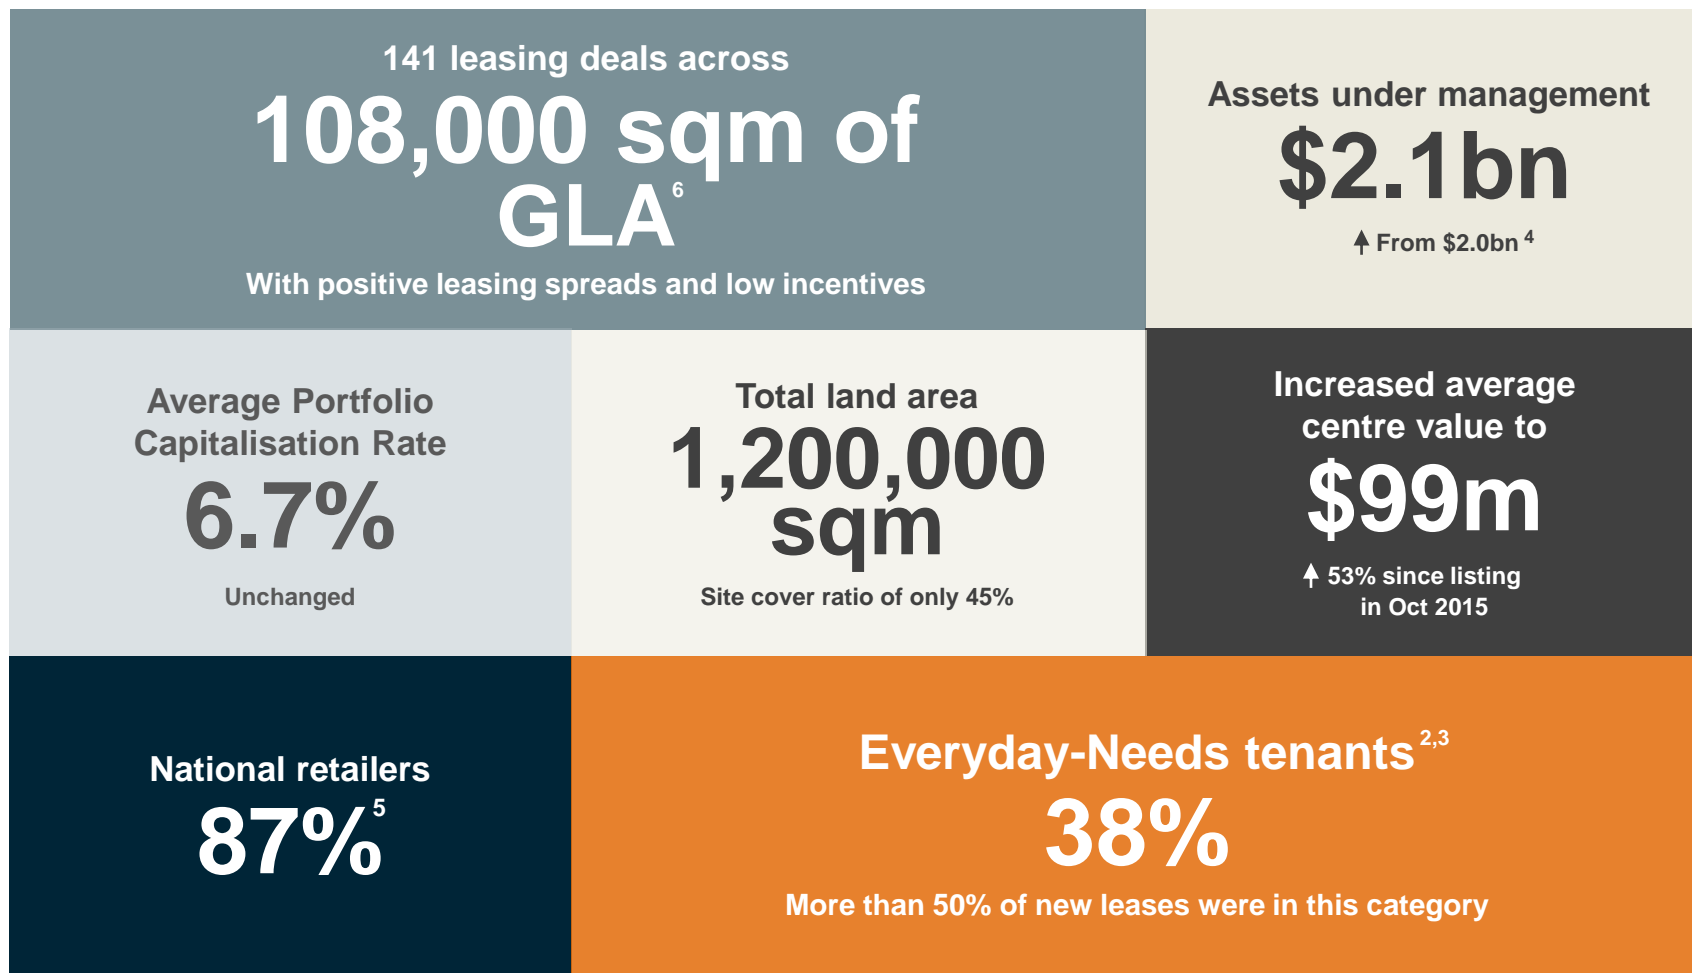 141 leasing deals across
108,000 sqm of
GLA⁶
With positive leasing spreads and low incentives
Assets under management
$2.1bn
From $2.0bn ⁴
Average Portfolio
Capitalisation Rate
6.7%
Unchanged
Total land area
1,200,000
sqm
Site cover ratio of only 45%
Increased average
centre value to
$99m
53% since listing
in Oct 2015
National retailers
87%⁵
Everyday-Needs tenants²,³
38%
More than 50% of new leases were in this category